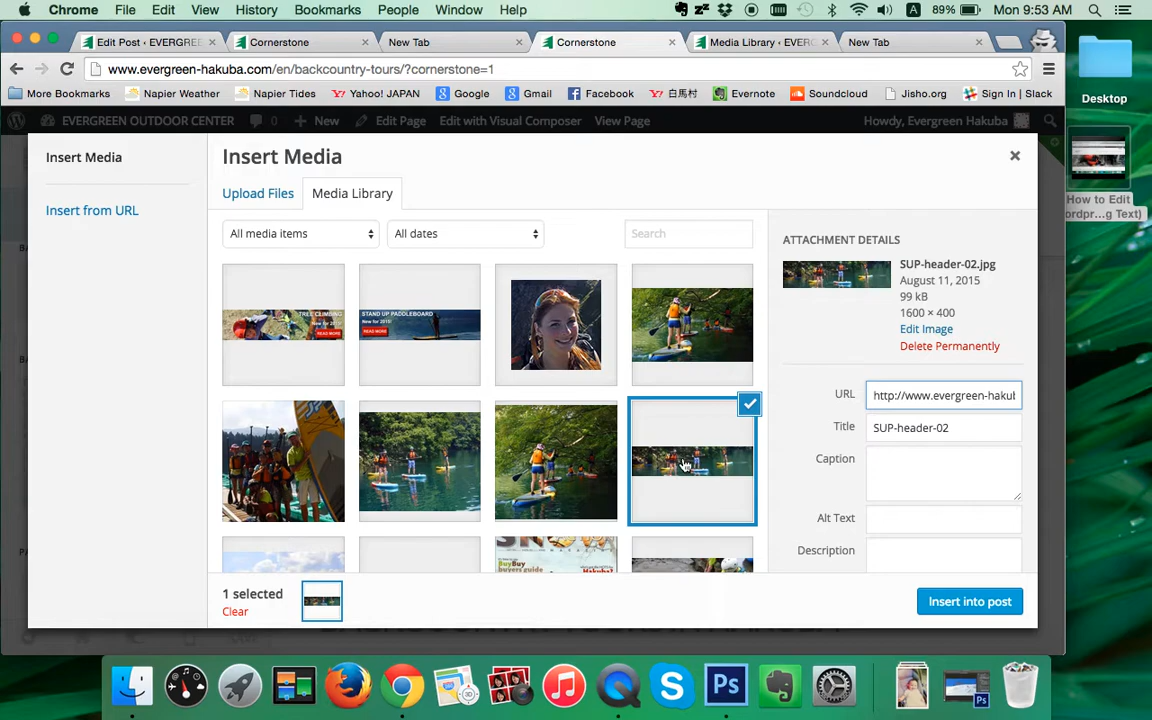 Chrome File Edit View History Bookmarks People Window Help 89% Mon 9:53 AM
Edit Post ‹ EVERGREE Cornerstone New Tab Cornerstone Media Library ‹ EVERG New Tab
www.evergreen-hakuba.com/en/backcountry-tours/?cornerstone=1
More Bookmarks Napier Weather Napier Tides Yahoo! JAPAN Google Gmail Facebook 白馬村 Evernote Soundcloud Jisho.org Sign In | Slack
EVERGREEN OUTDOOR CENTER 0 New Edit Page Edit with Visual Composer View Page Howdy, Evergreen Hakuba
Desktop
How to Edit
ordpr...g Text)
Insert Media
Insert from URL
Insert Media
Upload Files Media Library
All media items All dates Search
TREE CLIMBING
New for 2015!
READ MORE
STAND UP PADDLEBOARD
New for 2015!
READ MORE
ATTACHMENT DETAILS
SUP-header-02.jpg
August 11, 2015
99 kB
1600 × 400
Edit Image
Delete Permanently
URL http://www.evergreen-hakub
Title SUP-header-02
Caption
Alt Text
Description
BuyBuy
buyers guide
1 selected
Clear
Insert into post
Ps